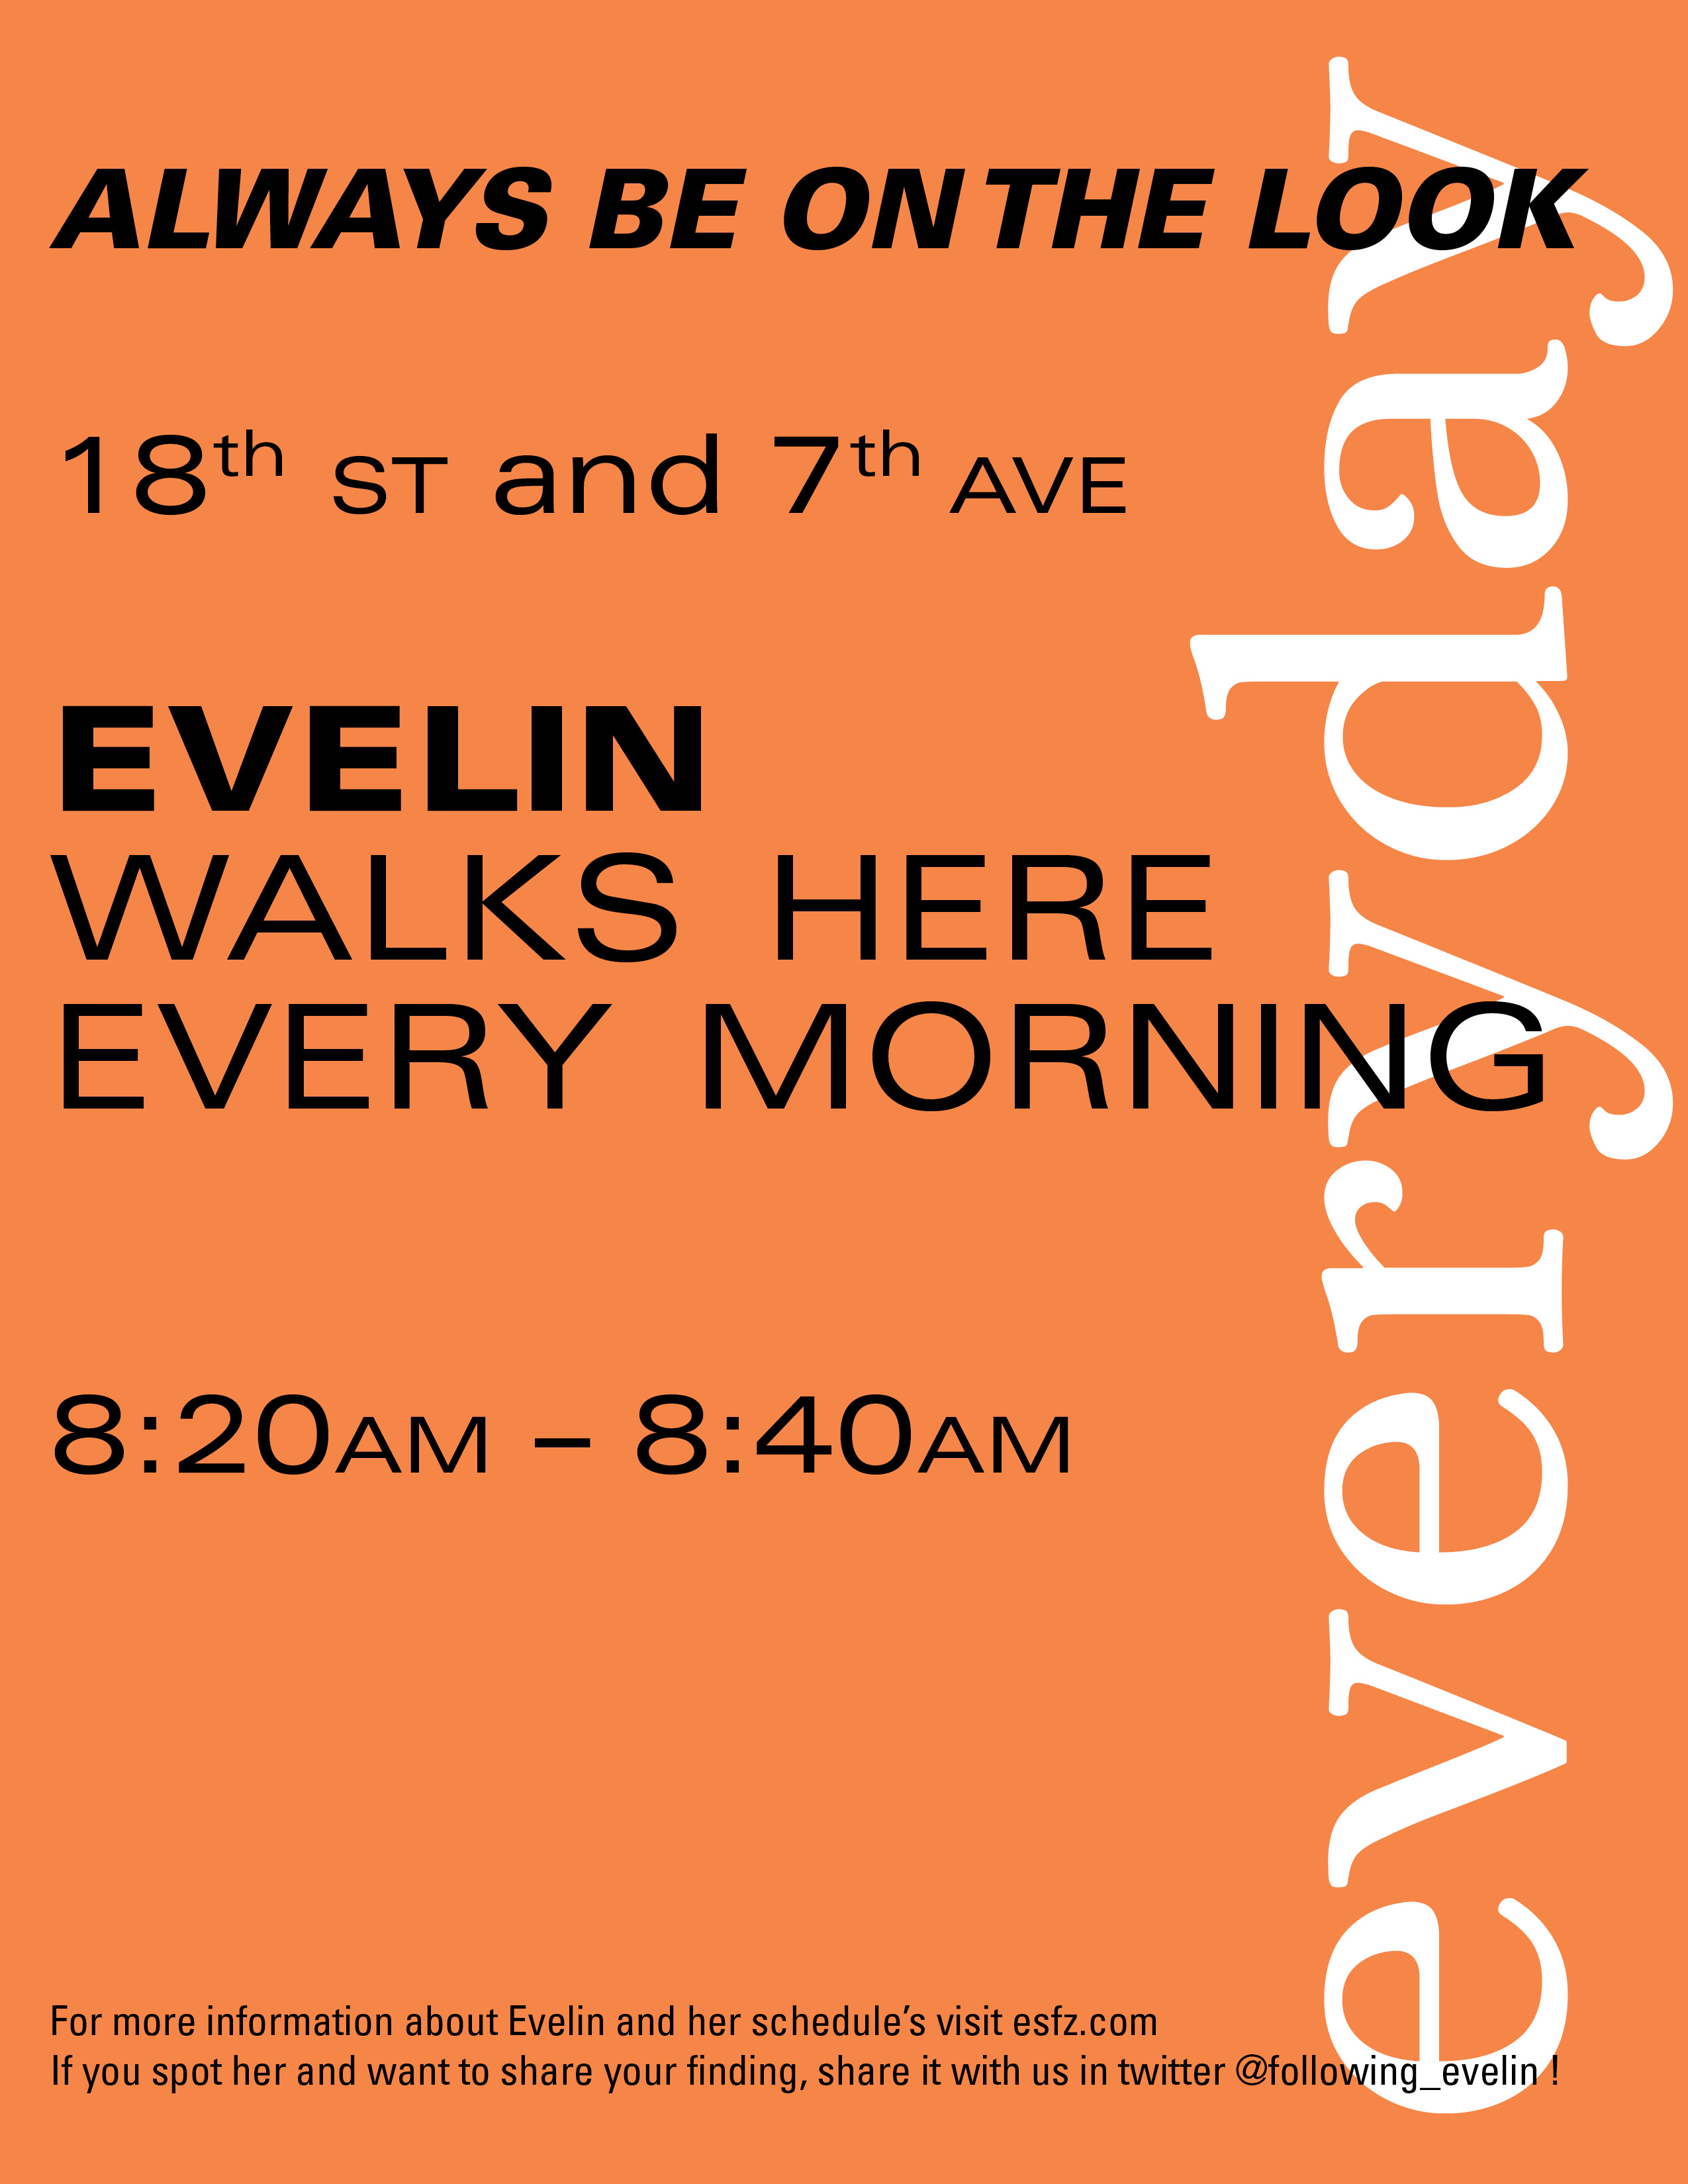 ALWAYS BE ON THE LOOK
18th ST and 7th AVE
EVELIN
WALKS HERE
EVERY MORNING
8:20AM – 8:40AM
everyday
For more information about Evelin and her schedule’s visit esfz.com
If you spot her and want to share your finding, share it with us in twitter @following_evelin !